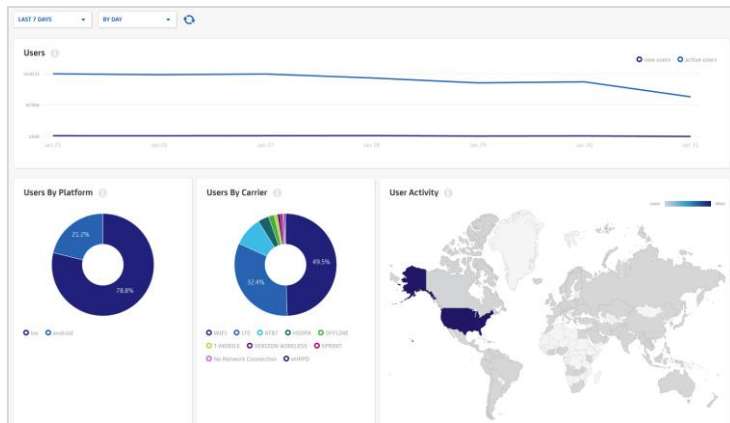 LAST 7 DAYS
BY DAY
Users
new users active users
Jan 25 Jan 26 Jan 27 Jan 28 Jan 29 Jan 30 Jan 31
Users By Platform
21.2%
78.8%
ios android
Users By Carrier
49.5%
32.4%
WIFI LTE AT&T HSDPA OFFLINE
T-MOBILE VERIZON WIRELESS SPRINT
No Network Connection eHRPD
User Activity
Least Most